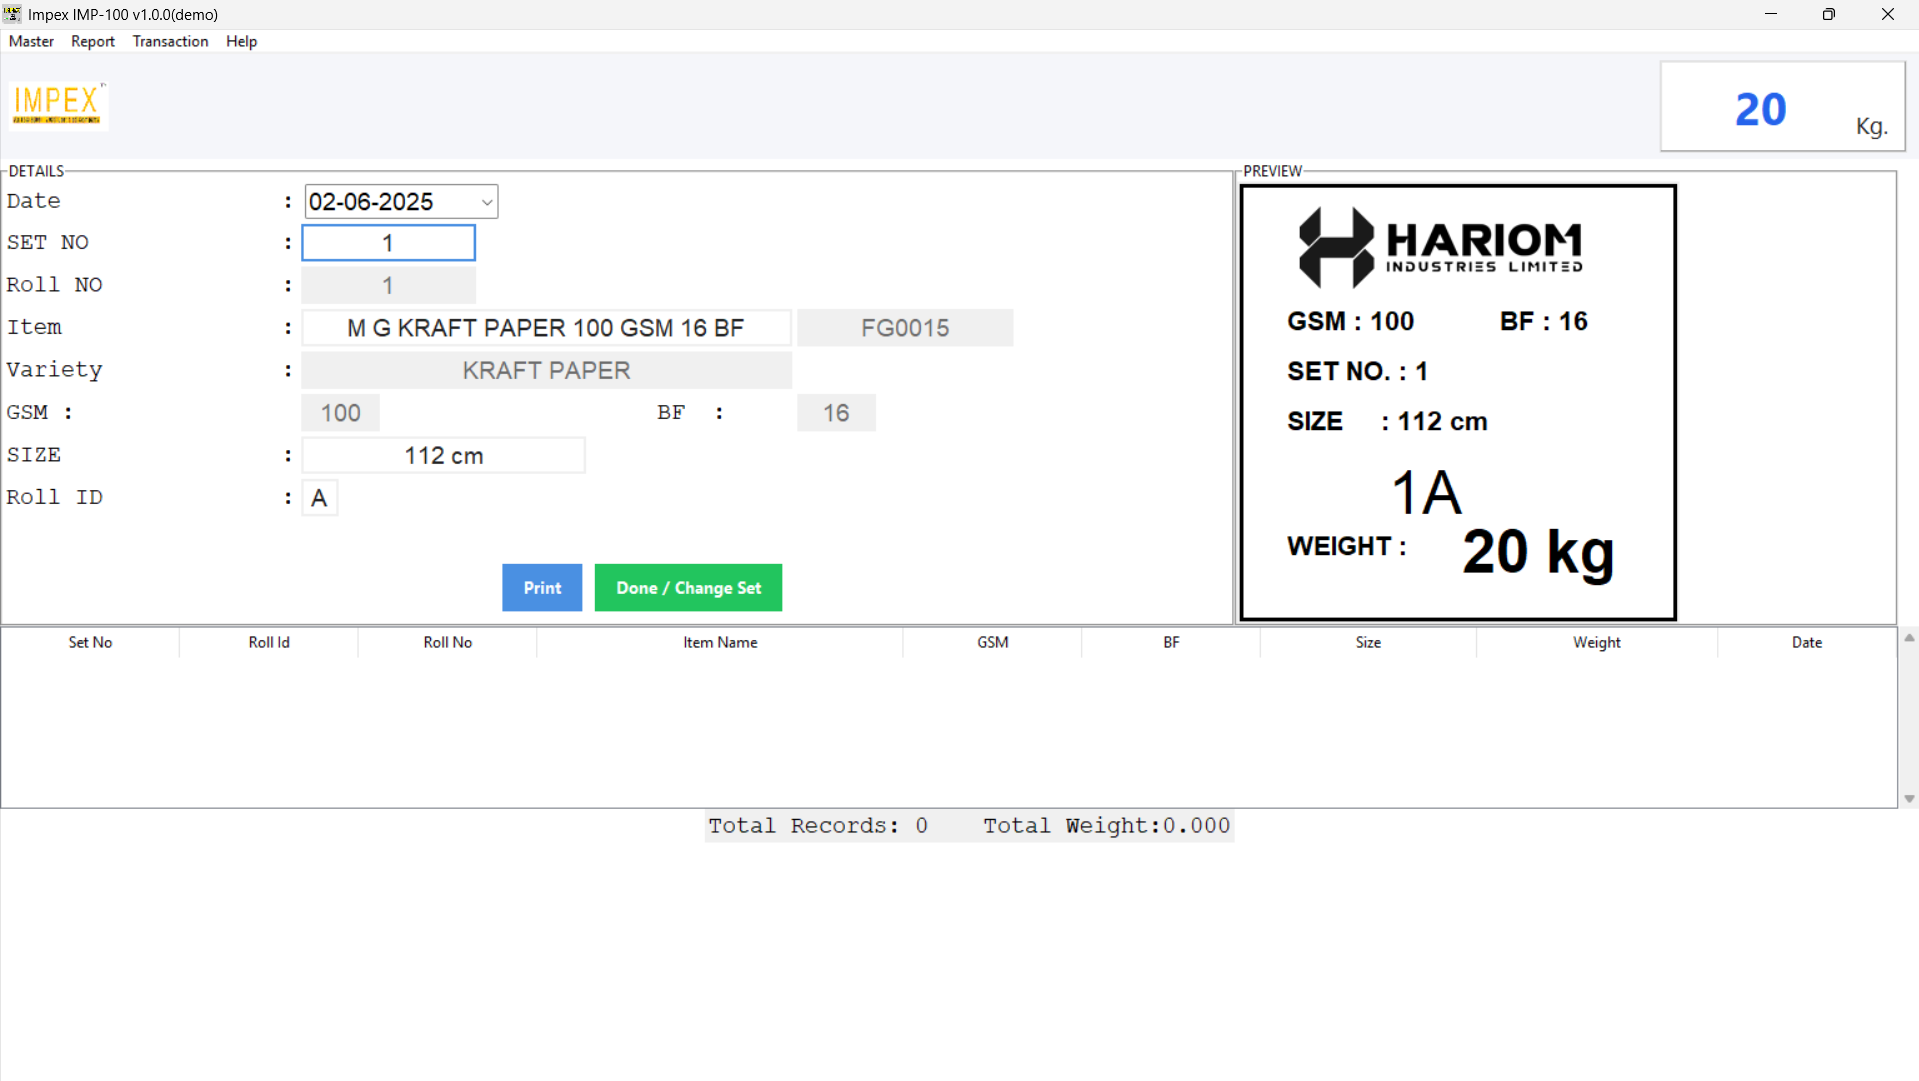 Impex IMP-100 v1.0.0(demo)
Master Report Transaction Help
IMPEX
20 Kg.
DETAILS
Date : 02-06-2025
SET NO : 1
Roll NO : 1
Item : M G KRAFT PAPER 100 GSM 16 BF FG0015
Variety : KRAFT PAPER
GSM : 100 BF : 16
SIZE : 112 cm
Roll ID : A
Print Done / Change Set
PREVIEW
HARIOM
INDUSTRIES LIMITED
GSM : 100 BF : 16
SET NO. : 1
SIZE : 112 cm
1A
WEIGHT : 20 kg
Set No Roll Id Roll No Item Name GSM BF Size Weight Date
Total Records: 0 Total Weight:0.000